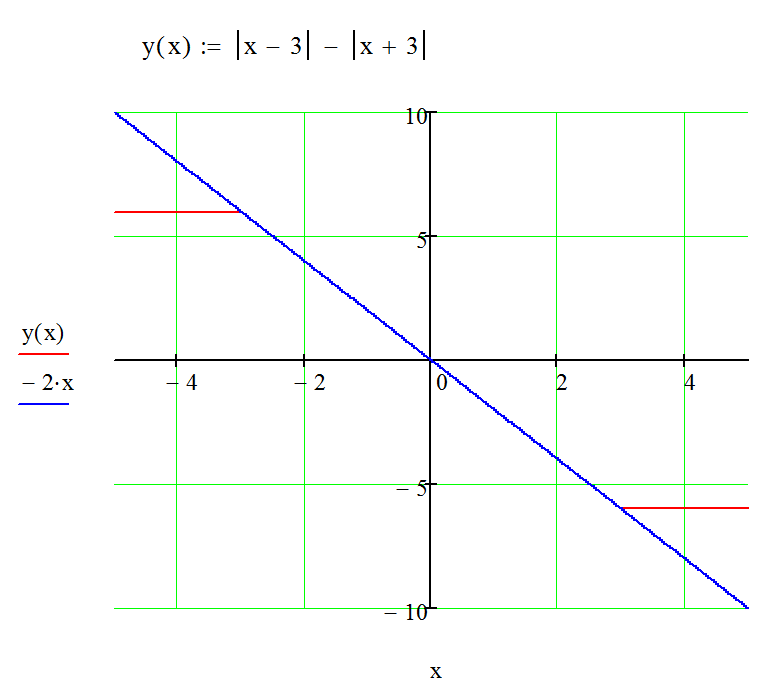 y(x) := |x − 3| − |x + 3|
10
5
y(x)
− 2·x
− 4
− 2
0
2
4
− 5
− 10
x